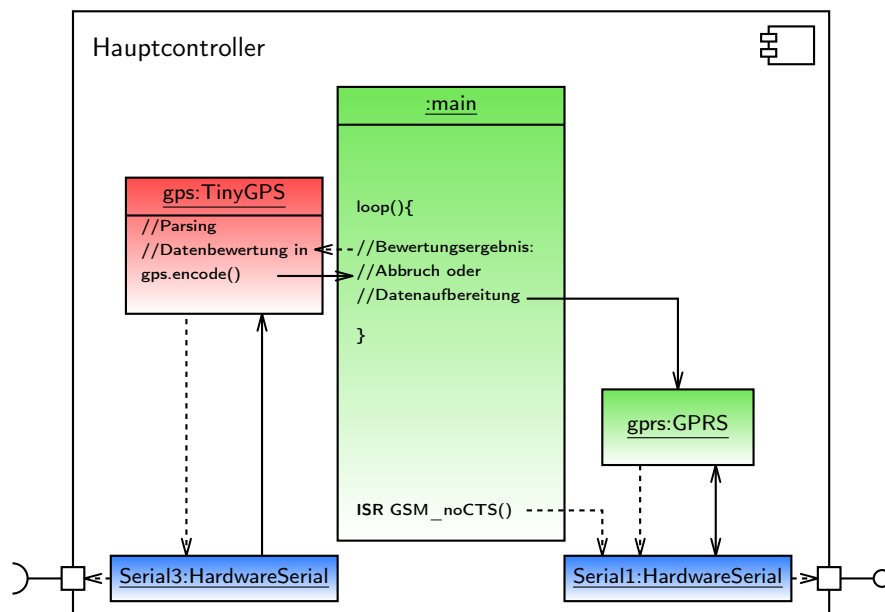 Hauptcontroller
:main
gps:TinyGPS
//Parsing
//Datenbewertung in
gps.encode()
loop(){
//Bewertungsergebnis:
//Abbruch oder
//Datenaufbereitung
}
gprs:GPRS
ISR GSM_noCTS()
Serial3:HardwareSerial
Serial1:HardwareSerial